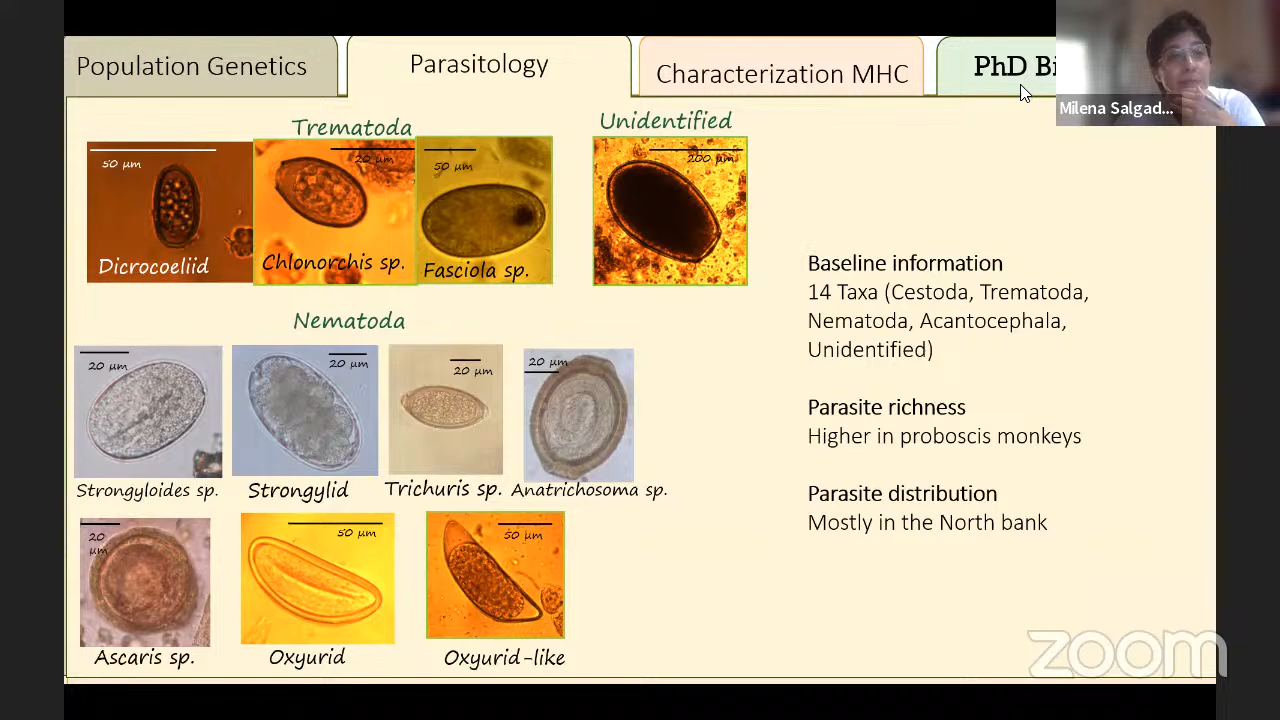 Population Genetics
Parasitology
Characterization MHC
PhD Bi
Milena Salgad...
Trematoda
Unidentified
50 µm
20 µm
50 µm
200 µm
Dicrocoeliid
Chlonorchis sp.
Fasciola sp.
Nematoda
20 µm
20 µm
20 µm
20 µm
Strongyloides sp.
Strongylid
Trichuris sp.
Anatrichosoma sp.
20
µm
50 µm
50 µm
Ascaris sp.
Oxyurid
Oxyurid-like
Baseline information
14 Taxa (Cestoda, Trematoda,
Nematoda, Acantocephala,
Unidentified)
Parasite richness
Higher in proboscis monkeys
Parasite distribution
Mostly in the North bank
zoom